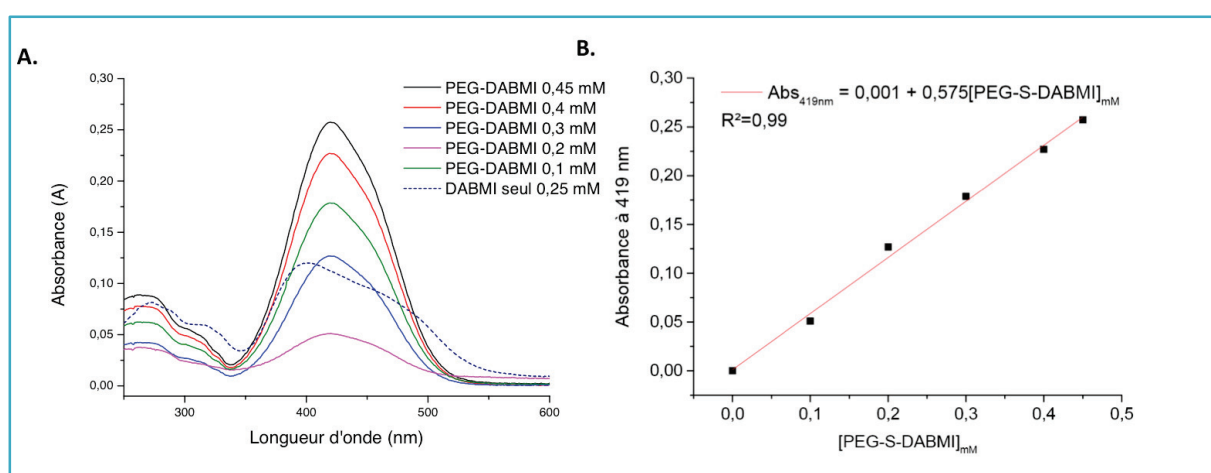 A.
0,30
0,25
0,20
0,15
0,10
0,05
0,00
Absorbance (A)
300
400
500
600
Longueur d'onde (nm)
PEG-DABMI 0,45 mM
PEG-DABMI 0,4 mM
PEG-DABMI 0,3 mM
PEG-DABMI 0,2 mM
PEG-DABMI 0,1 mM
DABMI seul 0,25 mM
B.
0,30
0,25
0,20
0,15
0,10
0,05
0,00
Absorbance à 419 nm
Abs419nm = 0,001 + 0,575[PEG-S-DABMI]mM
R²=0,99
0,0
0,1
0,2
0,3
0,4
0,5
[PEG-S-DABMI]mM